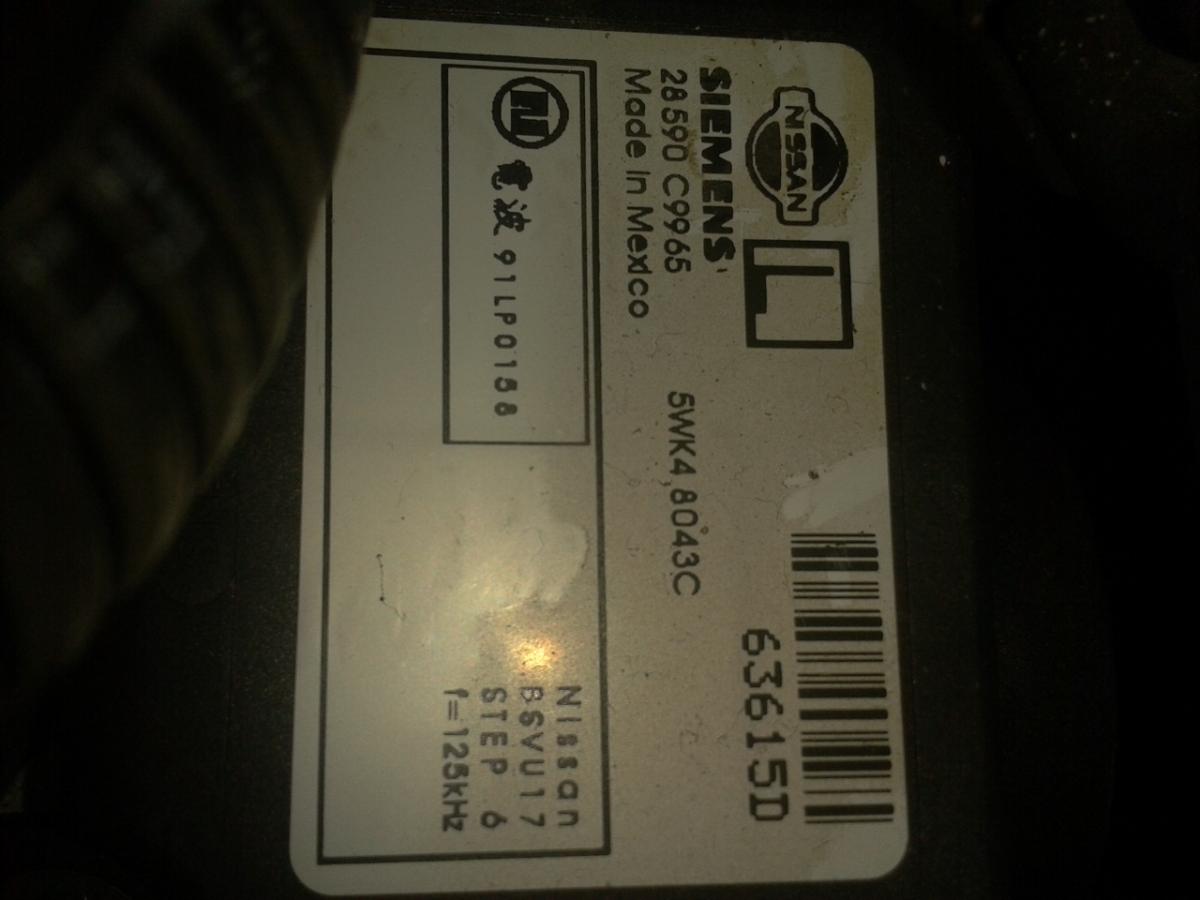 NISSAN
L
SIEMENS
28590 C9965
Made in Mexico
5WK4 8043C
63615D
電波 91LP0158
Nissan
BSVU17
STEP 6
f=125kHz